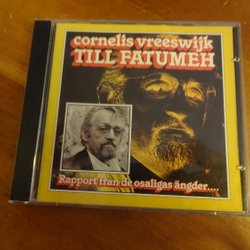 cornelis vreeswijk
TILL FATUMEH
Rapport från de osaligas ängder....